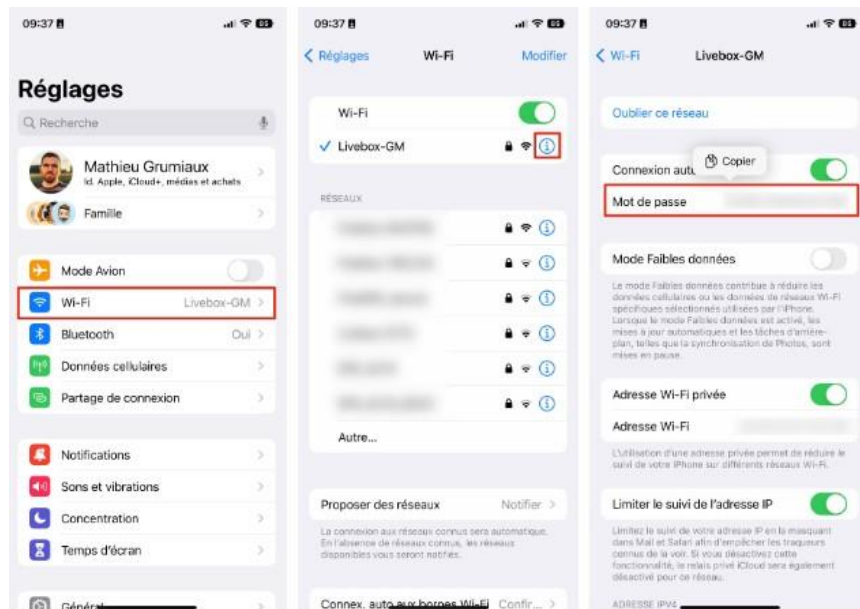 09:37
Réglages
Recherche
Mathieu Grumiaux
Id. Apple, iCloud+, médias et achats
Famille
Mode Avion
Wi-Fi Livebox-GM
Bluetooth Oui
Données cellulaires
Partage de connexion
Notifications
Sons et vibrations
Concentration
Temps d'écran
Général
09:37
Réglages Wi-Fi Modifier
Wi-Fi
Livebox-GM
RÉSEAUX
Autre...
Proposer des réseaux Notifier
La connexion aux réseaux connus sera automatique.
En l'absence de réseaux connus, les réseaux
disponibles vous seront notifiés.
Connex. auto aux bornes Wi-Fi Confir...
09:37
Wi-Fi Livebox-GM
Oublier ce réseau
Copier
Connexion auto
Mot de passe
Mode Faibles données
Le mode Faibles données contribue à réduire les
données cellulaires ou les données de réseaux Wi-Fi
spécifiques sélectionnés utilisées par l'iPhone.
Lorsque le mode Faibles données est activé, les
mises à jour automatiques et les tâches d'arrière-
plan, telles que la synchronisation de Photos, sont
mises en pause.
Adresse Wi-Fi privée
Adresse Wi-Fi
L'utilisation d'une adresse privée permet de réduire le
suivi de votre iPhone sur différents réseaux Wi-Fi.
Limiter le suivi de l'adresse IP
Limitez le suivi de votre adresse IP en la masquant
dans Mail et Safari afin d'empêcher les traqueurs
connus de la voir. Si vous désactivez cette
fonctionnalité, le relais privé iCloud sera également
désactivé pour ce réseau.
ADRESSE IPV4